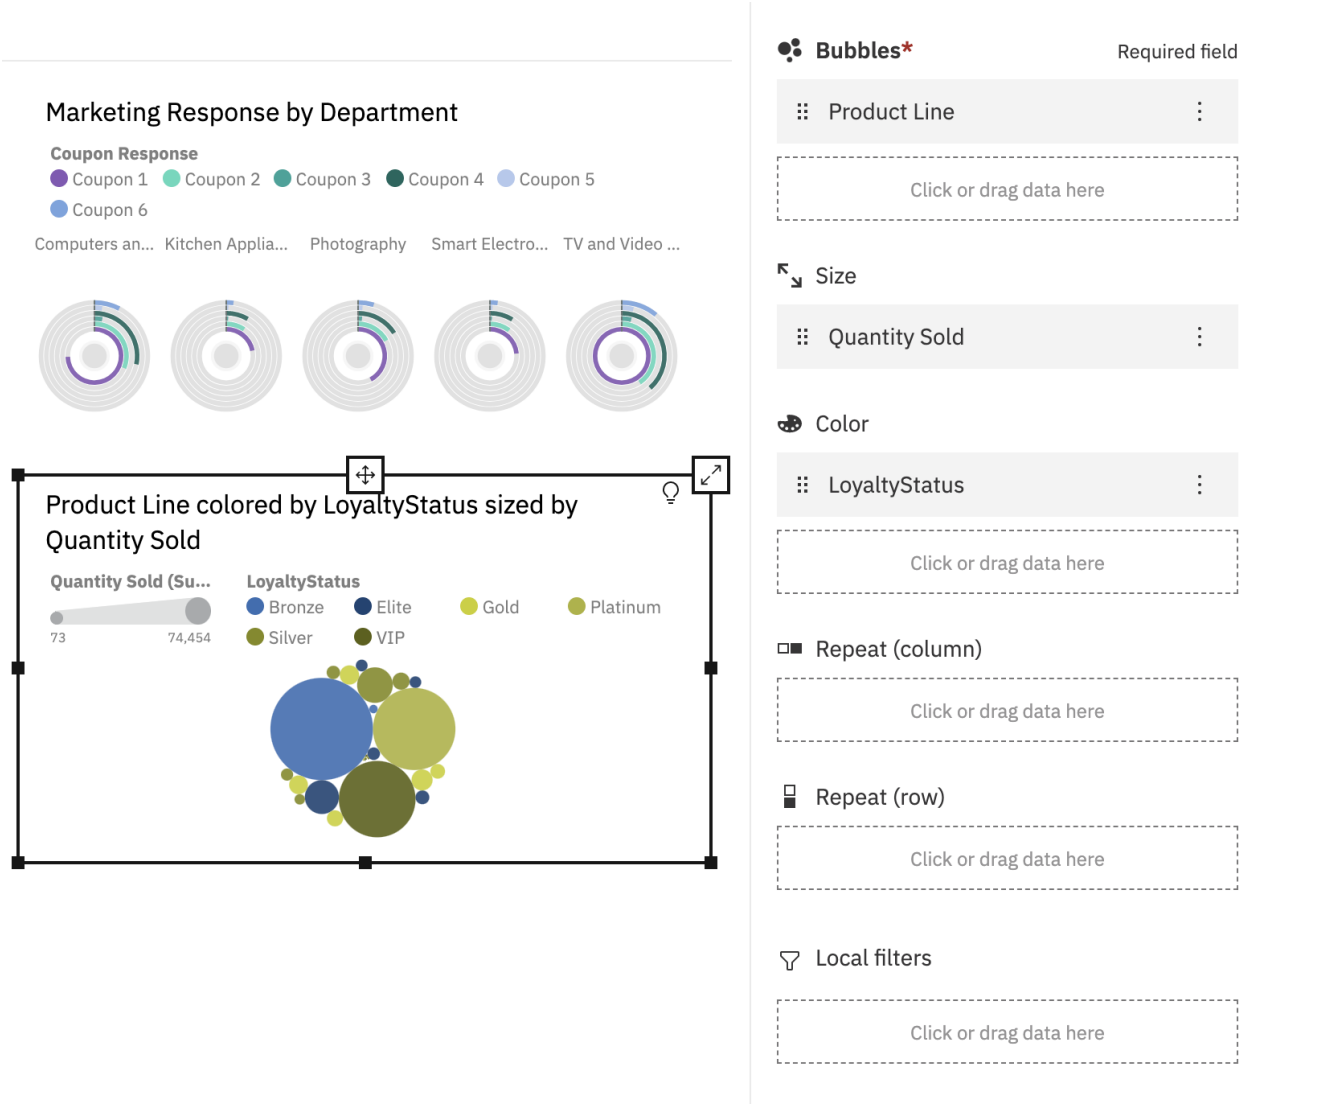 Marketing Response by Department
Coupon Response
Coupon 1
Coupon 2
Coupon 3
Coupon 4
Coupon 5
Coupon 6
Computers an...
Kitchen Applia...
Photography
Smart Electro...
TV and Video ...
Product Line colored by LoyaltyStatus sized by
Quantity Sold
Quantity Sold (Su...
73
74,454
LoyaltyStatus
Bronze
Elite
Gold
Platinum
Silver
VIP
Bubbles*
Required field
Product Line
Click or drag data here
Size
Quantity Sold
Color
LoyaltyStatus
Click or drag data here
Repeat (column)
Click or drag data here
Repeat (row)
Click or drag data here
Local filters
Click or drag data here